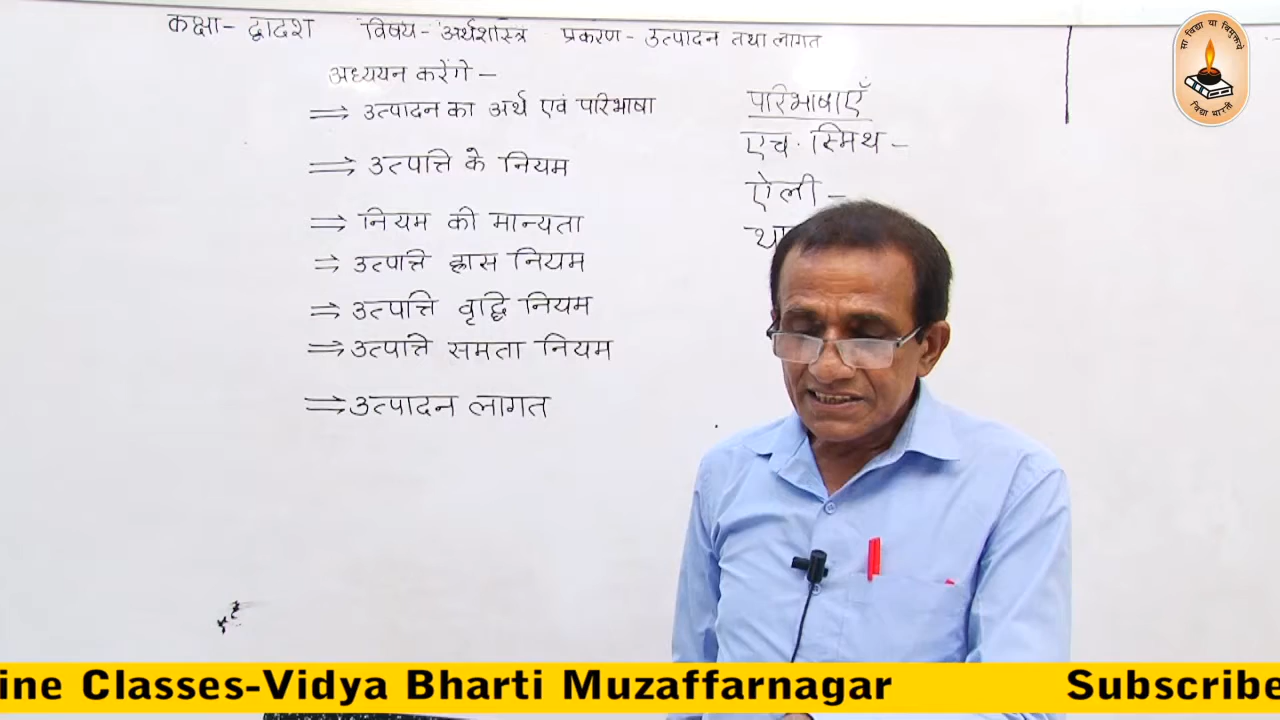 कक्षा- द्वादश विषय- अर्थशास्त्र प्रकरण- उत्पादन तथा लागत
अध्ययन करेंगे -
⇒ उत्पादन का अर्थ एवं परिभाषा
⇒ उत्पत्ति के नियम
⇒ नियम की मान्यता
⇒ उत्पत्ति ह्रास नियम
⇒ उत्पत्ति वृद्धि नियम
⇒ उत्पत्ति समता नियम
⇒ उत्पादन लागत
परिभाषाएँ
एच. स्मिथ -
ऐली -
सा विद्या या विमुक्तये
विद्या भारती
ine Classes-Vidya Bharti Muzaffarnagar Subscribe